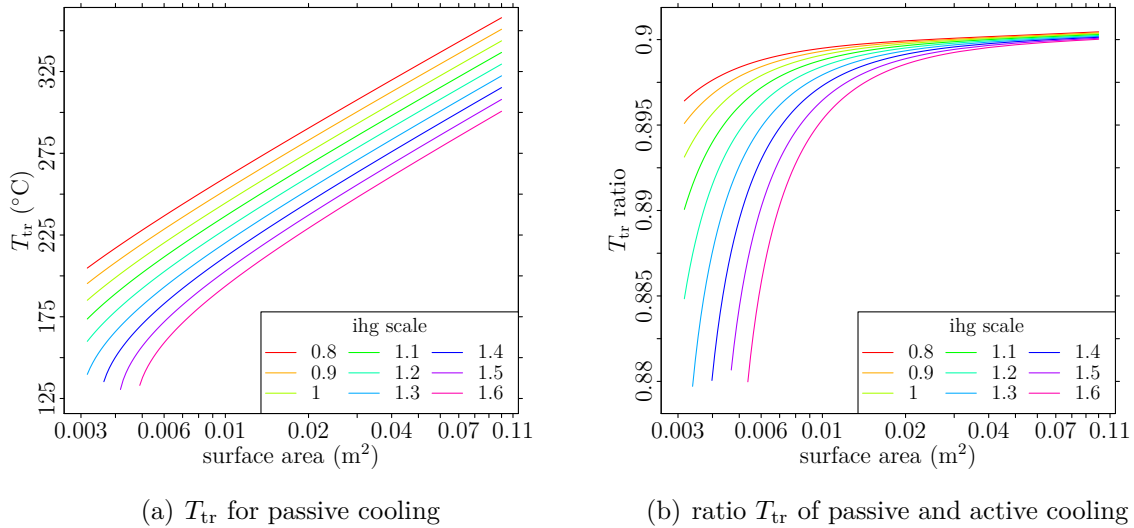 325
275
225
175
125
T_tr (°C)
0.003 0.006 0.01 0.02 0.04 0.07 0.11
surface area (m²)
ihg scale
0.8 1.1 1.4
0.9 1.2 1.5
1 1.3 1.6
(a) T_tr for passive cooling
0.9
0.895
0.89
0.885
0.88
T_tr ratio
0.003 0.006 0.01 0.02 0.04 0.07 0.11
surface area (m²)
ihg scale
0.8 1.1 1.4
0.9 1.2 1.5
1 1.3 1.6
(b) ratio T_tr of passive and active cooling